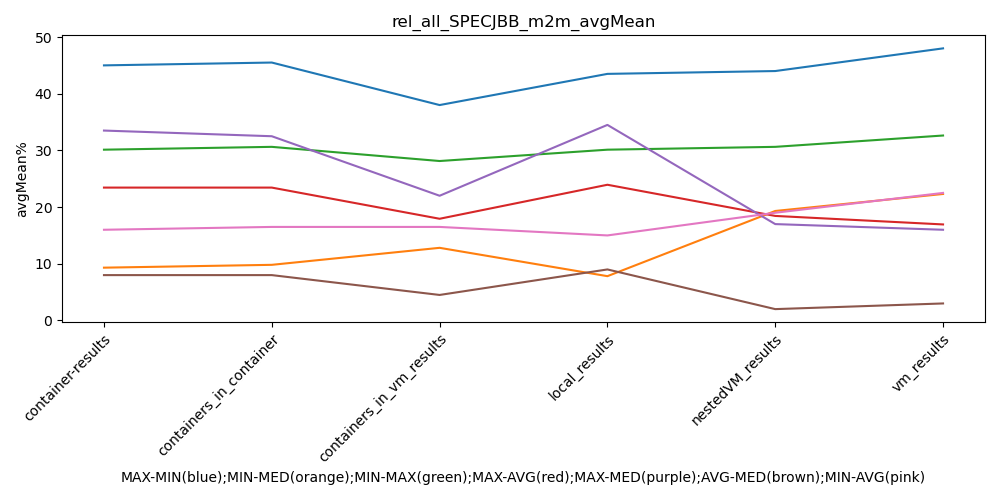 rel_all_SPECJBB_m2m_avgMean
avgMean%
50
40
30
20
10
0
container-results
containers_in_container
containers_in_vm_results
local_results
nestedVM_results
vm_results
MAX-MIN(blue);MIN-MED(orange);MIN-MAX(green);MAX-AVG(red);MAX-MED(purple);AVG-MED(brown);MIN-AVG(pink)